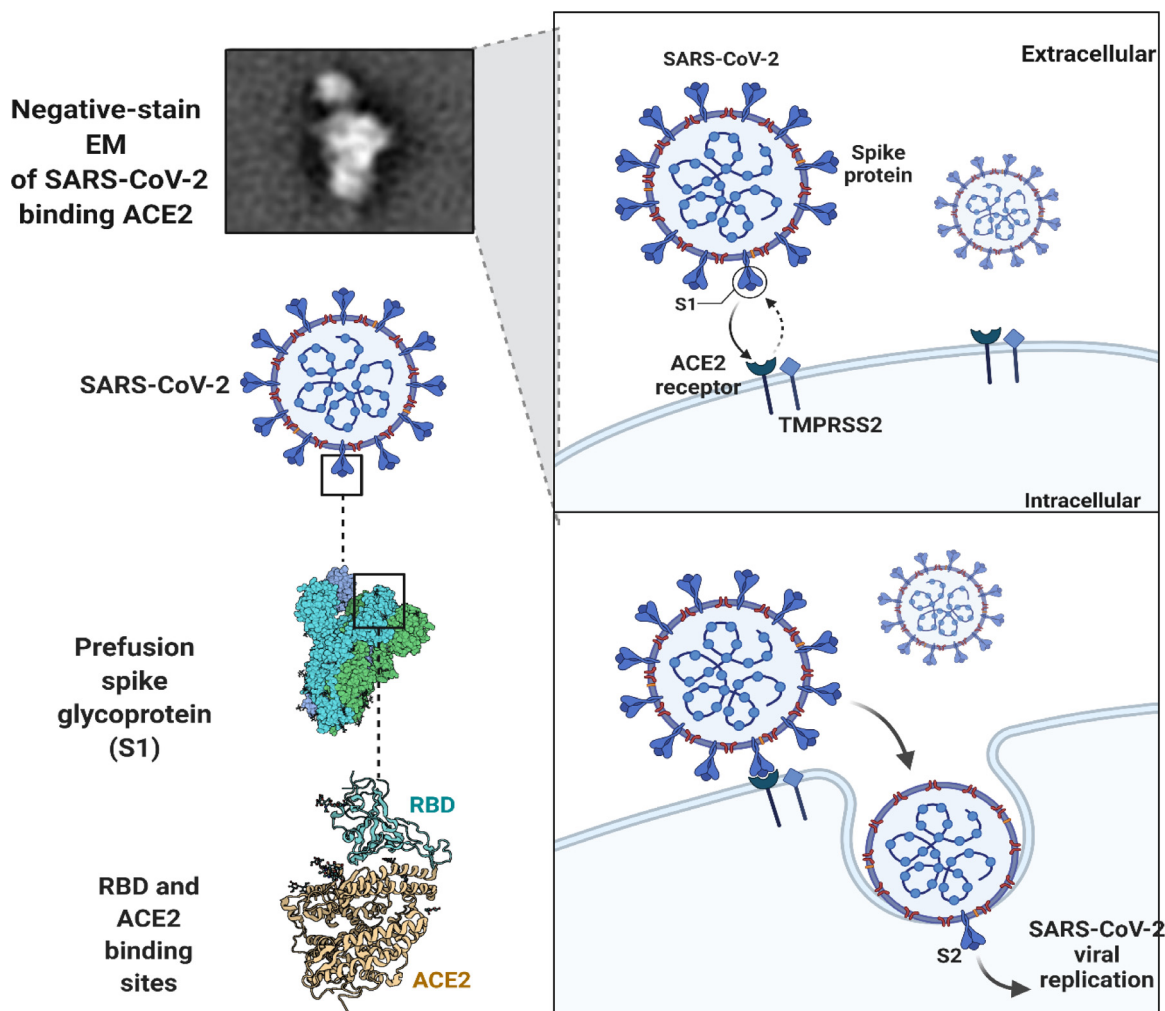 Negative-stain
EM
of SARS-CoV-2
binding ACE2
SARS-CoV-2
Prefusion
spike
glycoprotein
(S1)
RBD
RBD and
ACE2
binding
sites
ACE2
Extracellular
SARS-CoV-2
Spike
protein
S1
ACE2
receptor
TMPRSS2
Intracellular
S2
SARS-CoV-2
viral
replication